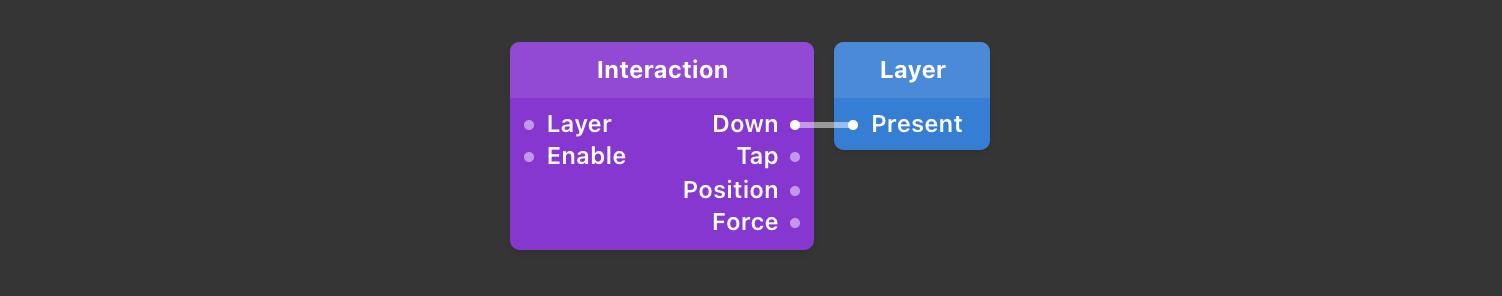 Interaction
Layer
Layer Down
Present
Enable Tap
Position
Force